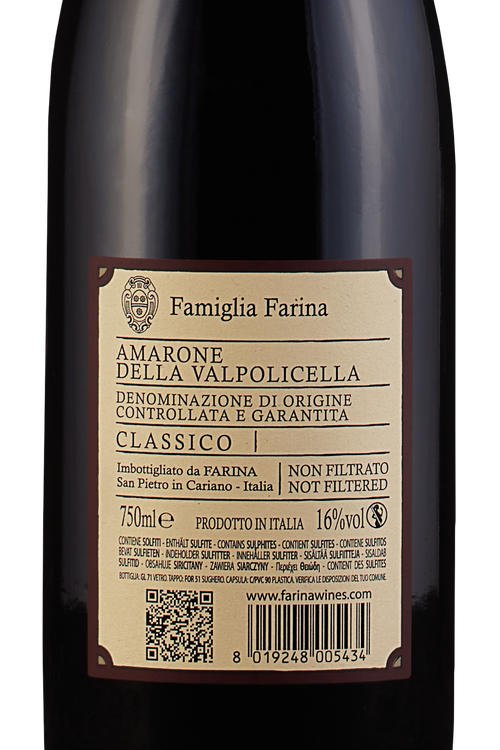 Famiglia Farina
AMARONE
DELLA VALPOLICELLA
DENOMINAZIONE DI ORIGINE
CONTROLLATA E GARANTITA
CLASSICO
Imbottigliato da FARINA
San Pietro in Cariano - Italia
NON FILTRATO
NOT FILTERED
750ml℮ PRODOTTO IN ITALIA 16%vol
CONTIENE SOLFITI - ENTHÄLT SULFITE - CONTAINS SULPHITES - CONTIENT SULFITES - CONTIENE SULFITOS
BEVAT SULFIETEN - INDEHOLDER SULFITTER - INNEHÅLLER SULFITER - SISÄLTÄÄ SULFIITTEJA - SISALDAB
SULFITID - OBSAHUJE SIRICITANY - ZAWIERA SIARCZYNY - Περιέχει Θειώδη - CONTÉM DES SULFITES
BOTTIGLIA: GL 71 VETRO. TAPPO: FOR 51 SUGHERO. CAPSULA: C/PVC 90 PLASTICA. VERIFICA LE DISPOSIZIONI DEL TUO COMUNE.
www.farinawines.com
8 019248 005434